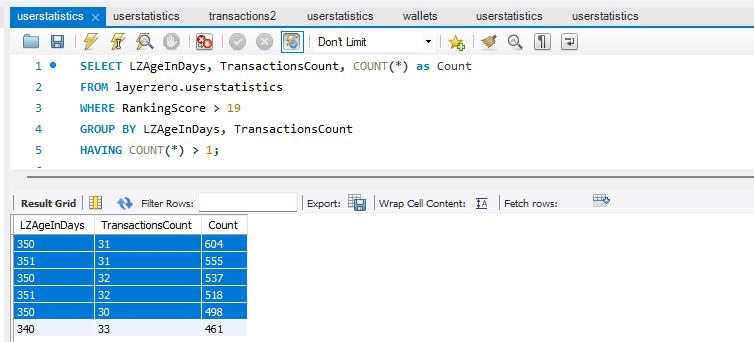 userstatistics userstatistics transactions2 userstatistics wallets userstatistics userstatistics
Don't Limit
1 SELECT LZAgeInDays, TransactionsCount, COUNT(*) as Count
2 FROM layerzero.userstatistics
3 WHERE RankingScore > 19
4 GROUP BY LZAgeInDays, TransactionsCount
5 HAVING COUNT(*) > 1;
Result Grid Filter Rows: Export: Wrap Cell Content: IA Fetch rows:
LZAgeInDays TransactionsCount Count
350 31 604
351 31 555
350 32 537
351 32 518
350 30 498
340 33 461